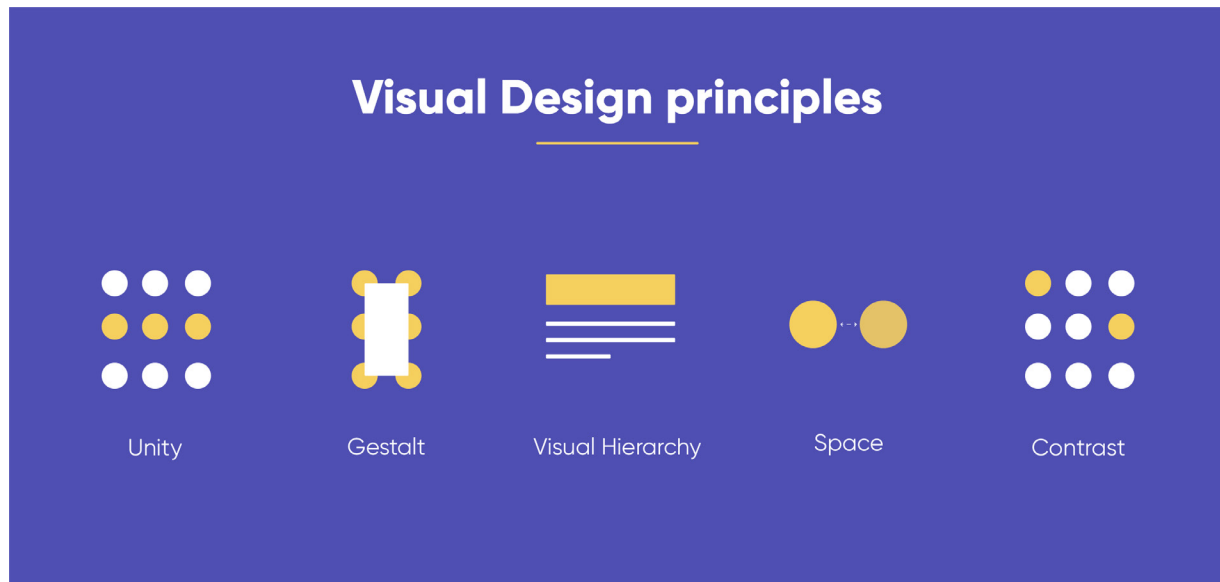 Visual Design principles
Unity
Gestalt
Visual Hierarchy
Space
Contrast